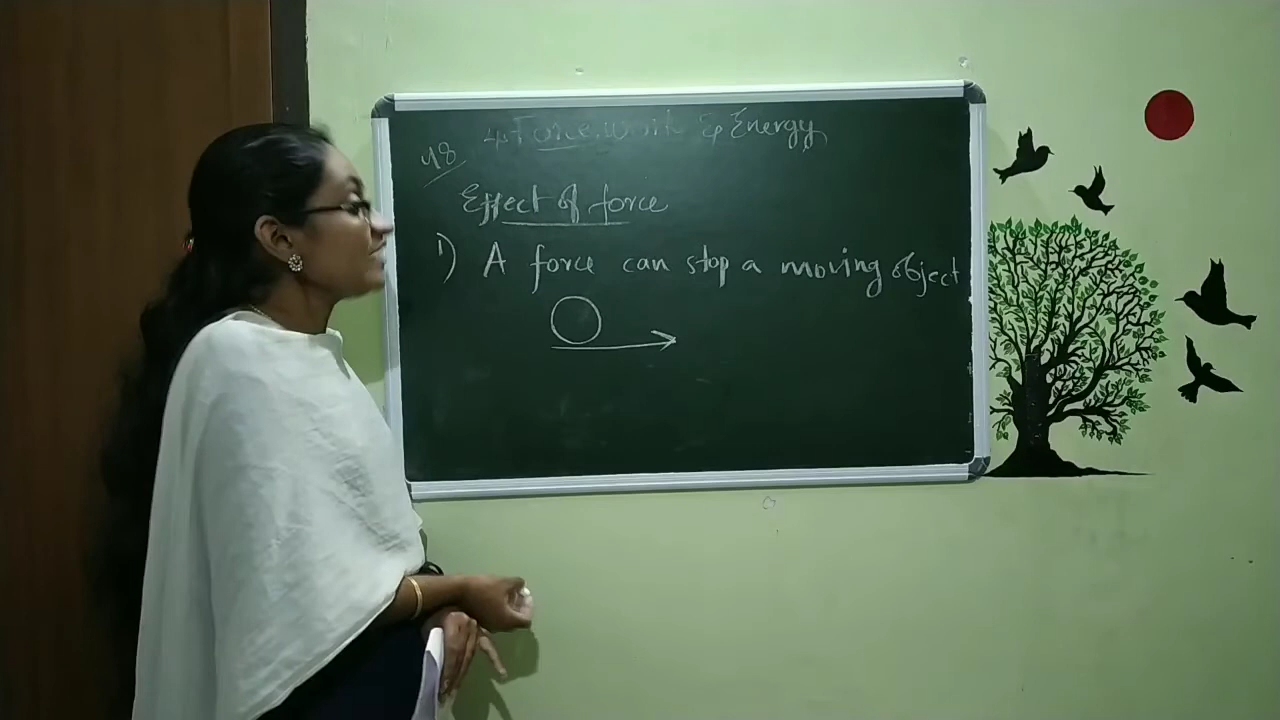 4. Force, Work & Energy
Effect of force
1) A force can stop a moving object